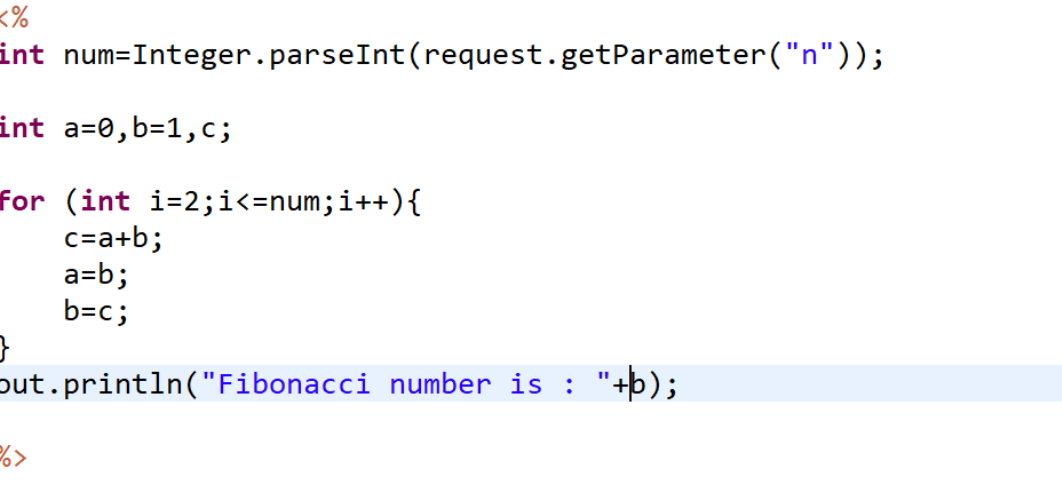 <%
int num=Integer.parseInt(request.getParameter("n"));
int a=0,b=1,c;
for (int i=2;i<=num;i++){
c=a+b;
a=b;
b=c;
}
out.println("Fibonacci number is : "+b);
%>